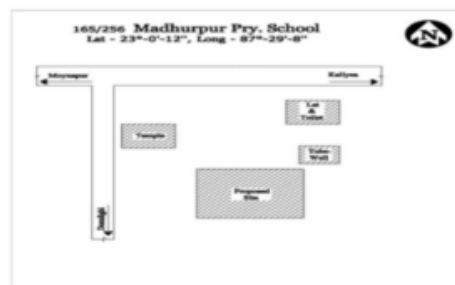 165/256 Madhurpur Pry. School
Lat - 23°-0'-12", Long - 87°-29'-8"
N
Moynapur
Temple
Lat
&
Toilet
Tube-
Well
Proposed
Site